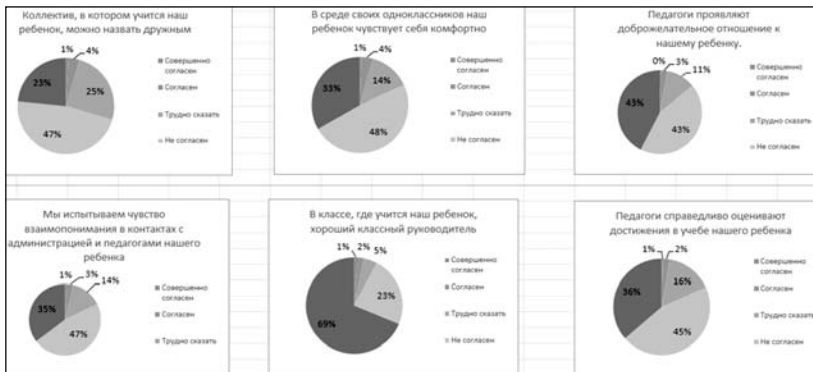 Коллектив, в котором учится наш
ребенок, можно назвать дружным
1%
4%
23%
25%
47%
Совершенно
согласен
Согласен
Трудно сказать
Не согласен
В среде своих одноклассников наш
ребенок чувствует себя комфортно
1%
4%
33%
14%
48%
Совершенно
согласен
Согласен
Трудно сказать
Не согласен
Педагоги проявляют
доброжелательное отношение к
нашему ребенку.
0%
3%
11%
43%
43%
Совершенно
согласен
Согласен
Трудно сказать
Не согласен
Мы испытываем чувство
взаимопонимания в контактах с
администрацией и педагогами нашего
ребенка
1%
3%
14%
35%
47%
Совершенно
согласен
Согласен
Трудно сказать
В классе, где учится наш ребенок,
хороший классный руководитель
1%
2%
5%
23%
69%
Совершенно
согласен
Согласен
Трудно сказать
Не согласен
Педагоги справедливо оценивают
достижения в учебе нашего ребенка
1%
2%
36%
16%
45%
Совершенно
согласен
Согласен
Трудно сказать
Не согласен